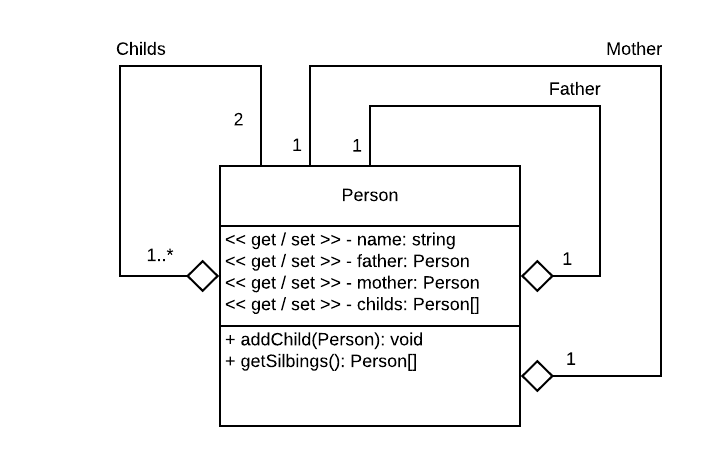 Childs
Mother
Father
2
1
1
Person
1..*
<< get / set >> - name: string
<< get / set >> - father: Person
1
<< get / set >> - mother: Person
<< get / set >> - childs: Person[]
+ addChild(Person): void
+ getSilbings(): Person[]
1